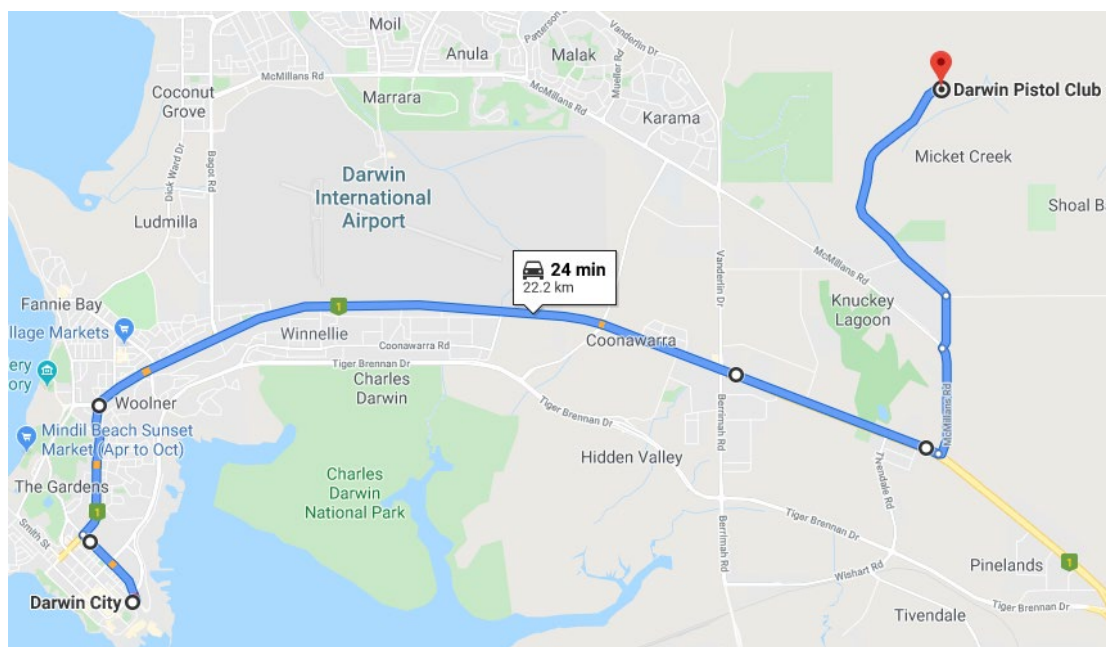 Moil
Patterson
Vanderlin Dr
Anula
Malak
Mueller Rd
McMillans Rd
McMillans Rd
Coconut
Grove
Marrara
Karama
Darwin Pistol Club
Dick Ward Dr
Bagot Rd
Micket Creek
Darwin
International
Airport
Ludmilla
Shoal B
24 min
22.2 km
Vanderlin Dr
McMillans Rd
Fannie Bay
1
Knuckey
Lagoon
illage Markets
Winnellie
Coonawarra Rd
Coonawarra
ery
ory
Tiger Brennan Dr
Charles
Darwin
Woolner
Tiger Brennan Dr
Berrimah Rd
McMillans Rd
Mindil Beach Sunset
Market (Apr to Oct)
Hidden Valley
Tivendale Rd
The Gardens
Charles
Darwin
National Park
1
Smith St
Berrimah Rd
Tiger Brennan Dr
Pinelands
1
Wishart Rd
Darwin City
Tiger Brennan Dr
Tivendale